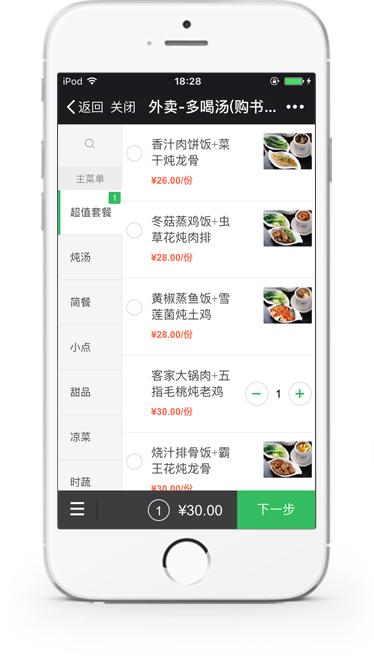 iPod 18:28
返回 关闭 外卖-多喝汤(购书...
主菜单
超值套餐 1
炖汤
简餐
小点
甜品
凉菜
时蔬
香汁肉饼饭+菜
干炖龙骨
¥26.00/份
冬菇蒸鸡饭+虫
草花炖肉排
¥28.00/份
黄椒蒸鱼饭+雪
莲菌炖土鸡
¥28.00/份
客家大锅肉+五
指毛桃炖老鸡
¥30.00/份
1
烧汁排骨饭+霸
王花炖龙骨
¥30.00/份
1 ¥30.00 下一步